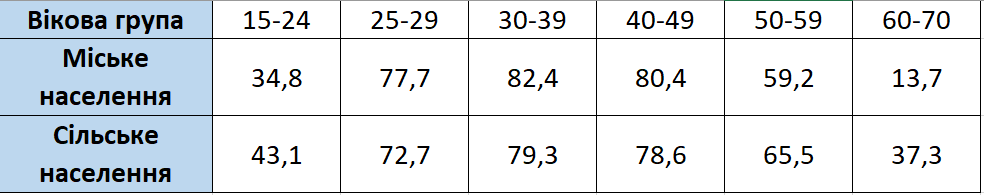 Вікова група 15-24 25-29 30-39 40-49 50-59 60-70
Міське
населення 34,8 77,7 82,4 80,4 59,2 13,7
Сільське
населення 43,1 72,7 79,3 78,6 65,5 37,3